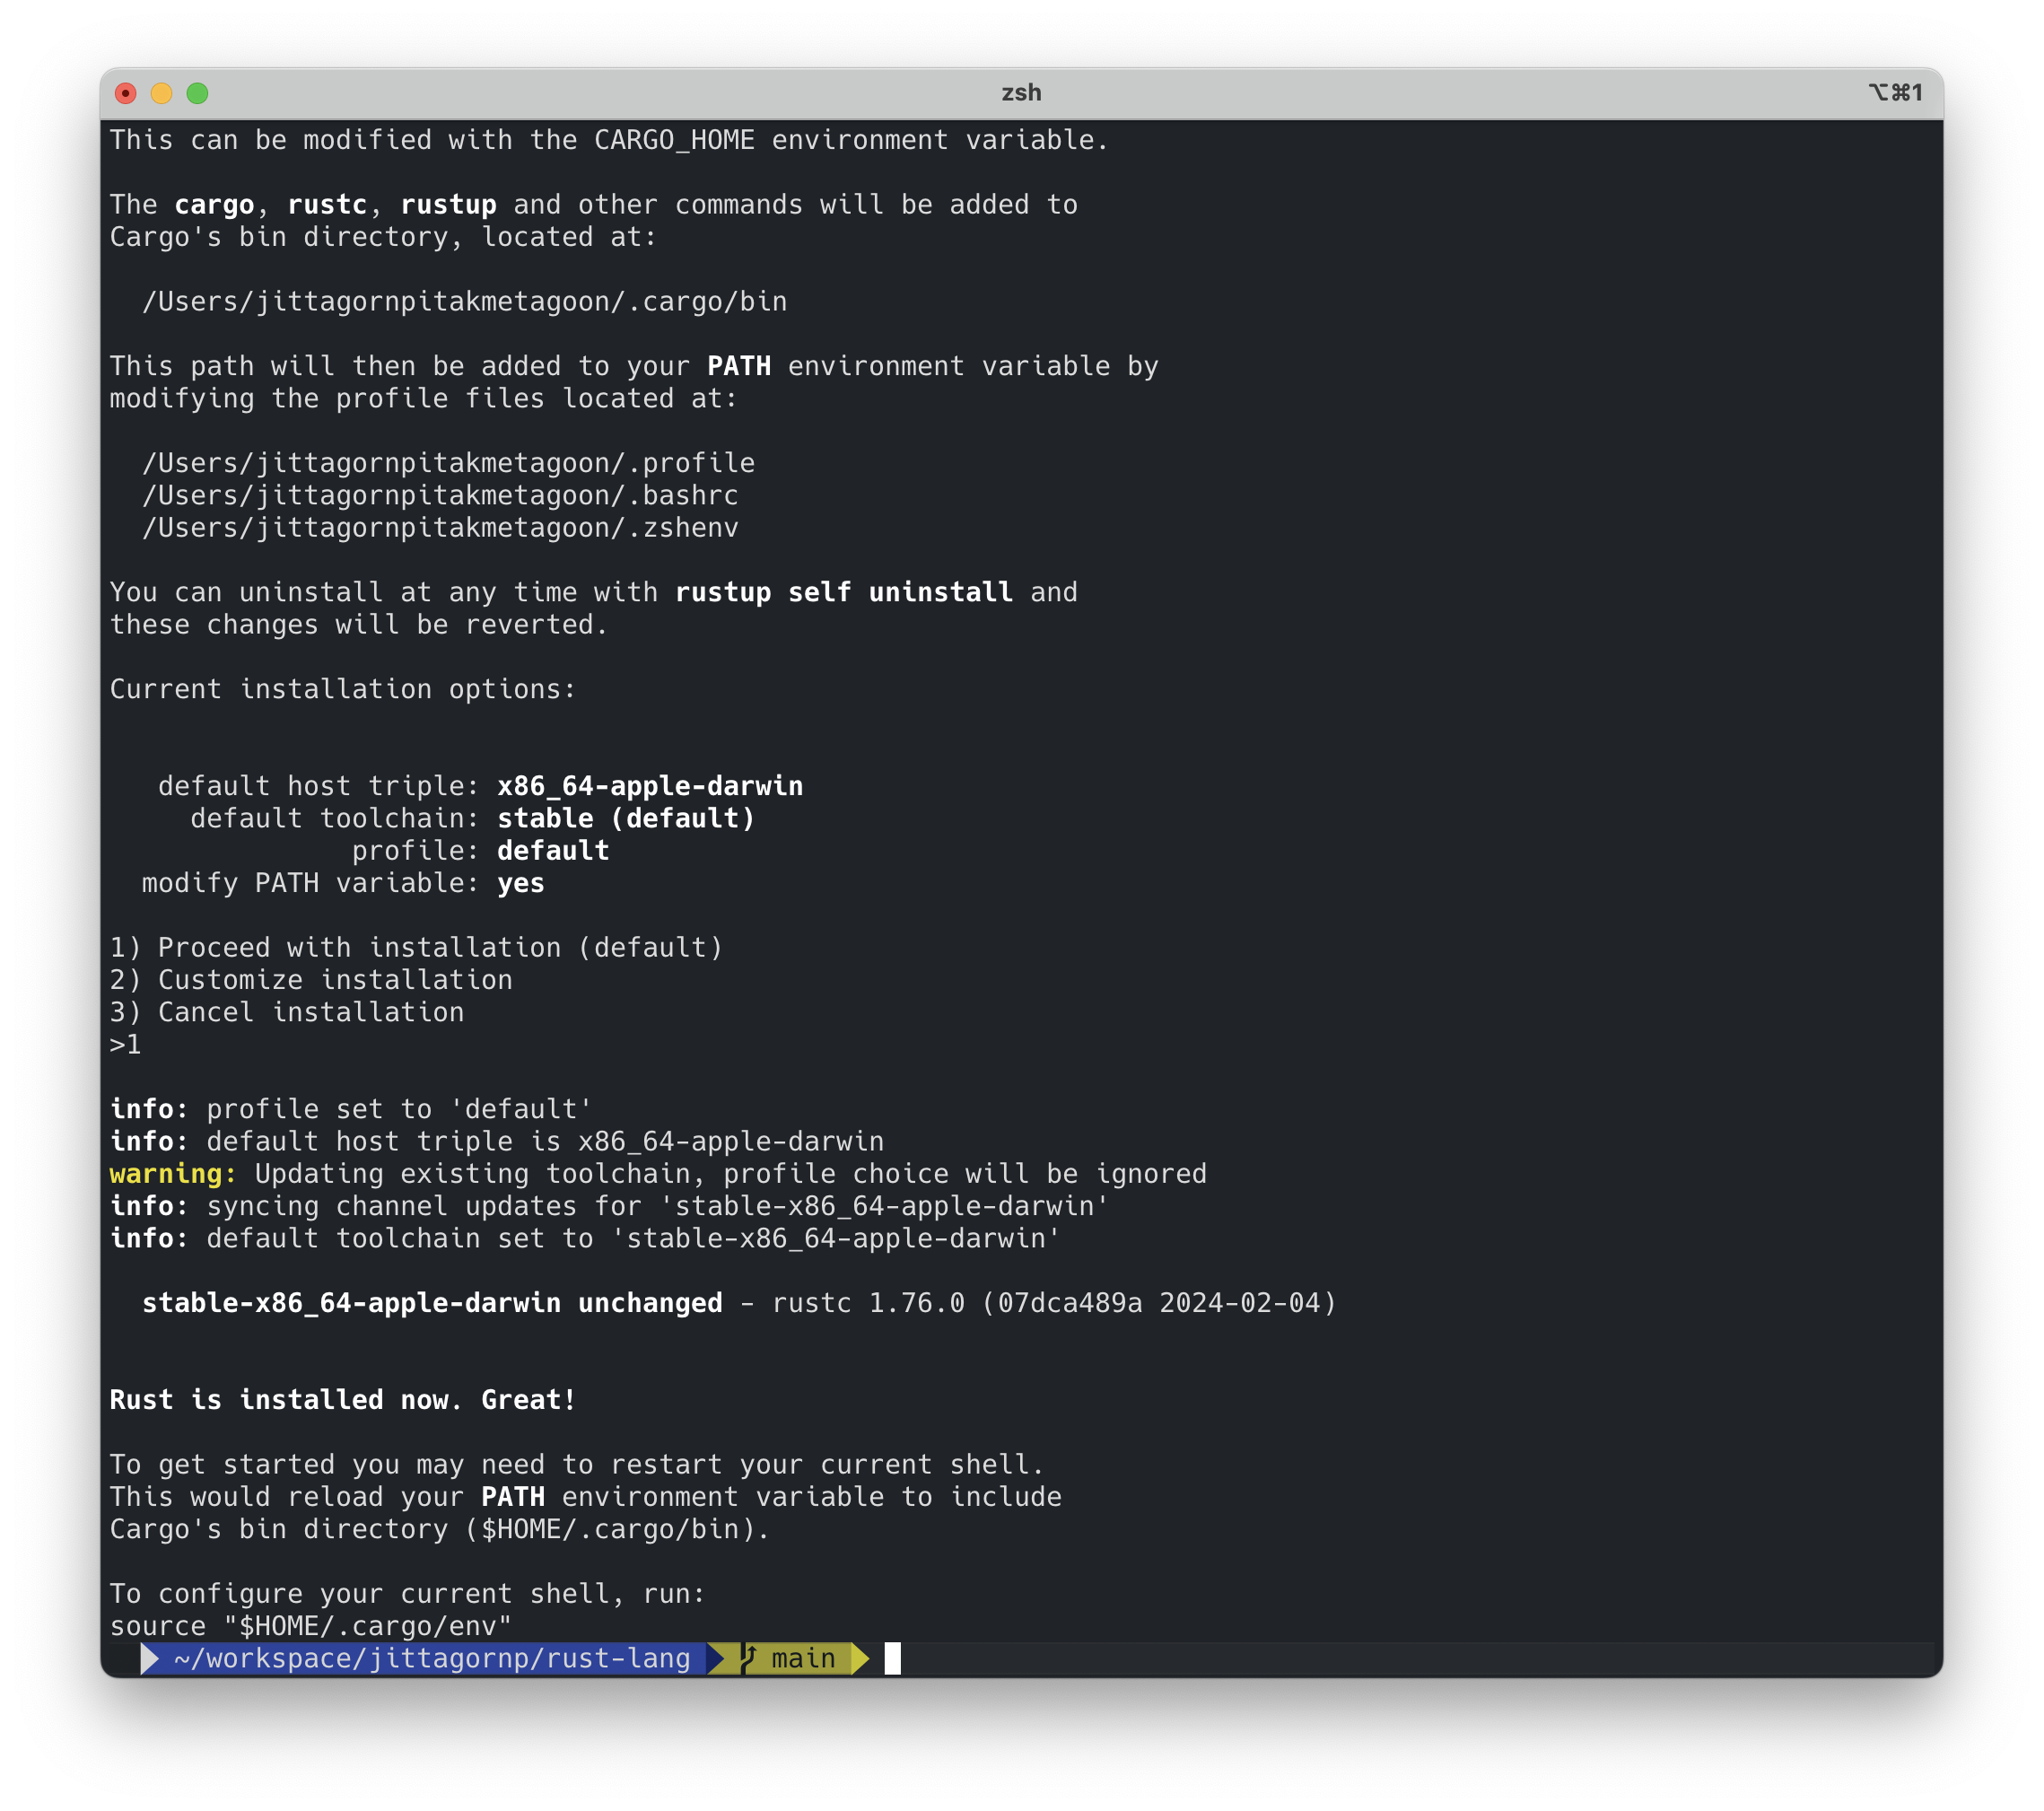 zsh
⌥⌘1
This can be modified with the CARGO_HOME environment variable.
The cargo, rustc, rustup and other commands will be added to
Cargo's bin directory, located at:
/Users/jittagornpitakmetagoon/.cargo/bin
This path will then be added to your PATH environment variable by
modifying the profile files located at:
/Users/jittagornpitakmetagoon/.profile
/Users/jittagornpitakmetagoon/.bashrc
/Users/jittagornpitakmetagoon/.zshenv
You can uninstall at any time with rustup self uninstall and
these changes will be reverted.
Current installation options:
default host triple: x86_64-apple-darwin
default toolchain: stable (default)
profile: default
modify PATH variable: yes
1) Proceed with installation (default)
2) Customize installation
3) Cancel installation
>1
info: profile set to 'default'
info: default host triple is x86_64-apple-darwin
warning: Updating existing toolchain, profile choice will be ignored
info: syncing channel updates for 'stable-x86_64-apple-darwin'
info: default toolchain set to 'stable-x86_64-apple-darwin'
stable-x86_64-apple-darwin unchanged - rustc 1.76.0 (07dca489a 2024-02-04)
Rust is installed now. Great!
To get started you may need to restart your current shell.
This would reload your PATH environment variable to include
Cargo's bin directory ($HOME/.cargo/bin).
To configure your current shell, run:
source "$HOME/.cargo/env"
~/workspace/jittagornp/rust-lang main